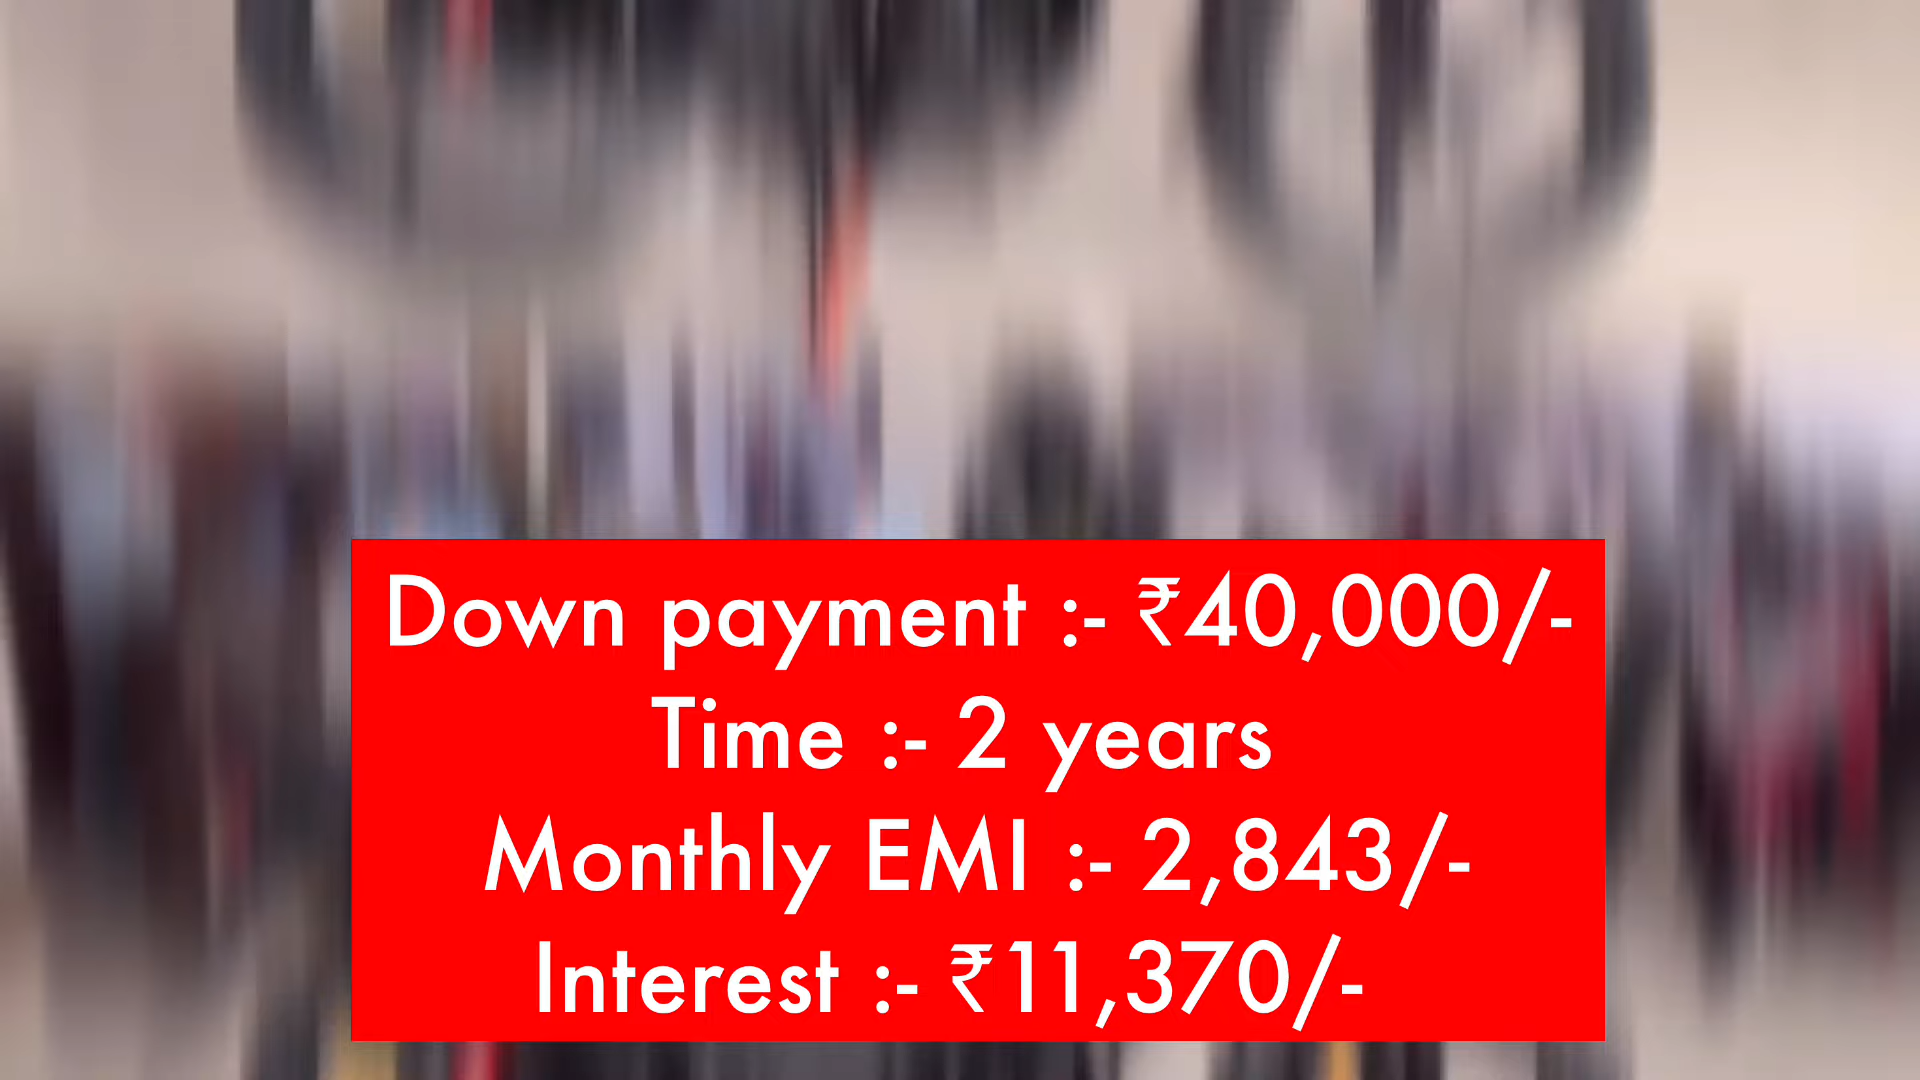 Down payment :- ₹40,000/-
Time :- 2 years
Monthly EMI :- 2,843/-
Interest :- ₹11,370/-